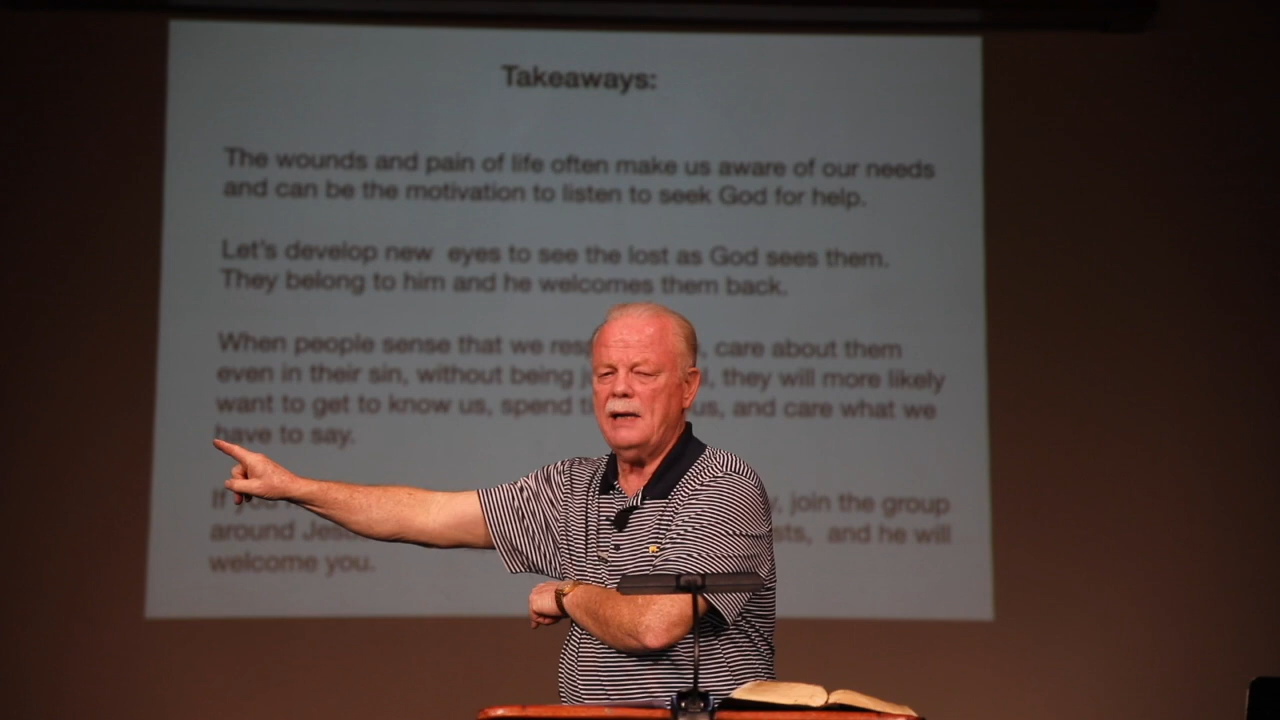 Takeaways:
The wounds and pain of life often make us aware of our needs
and can be the motivation to listen to seek God for help.
Let's develop new eyes to see the lost as God sees them.
They belong to him and he welcomes them back.
When people sense that we , care about them
even in their sin, without being , they will more likely
want to get to know us, spend us, and care what we
have to say.
If , join the group
around and he will
welcome you.